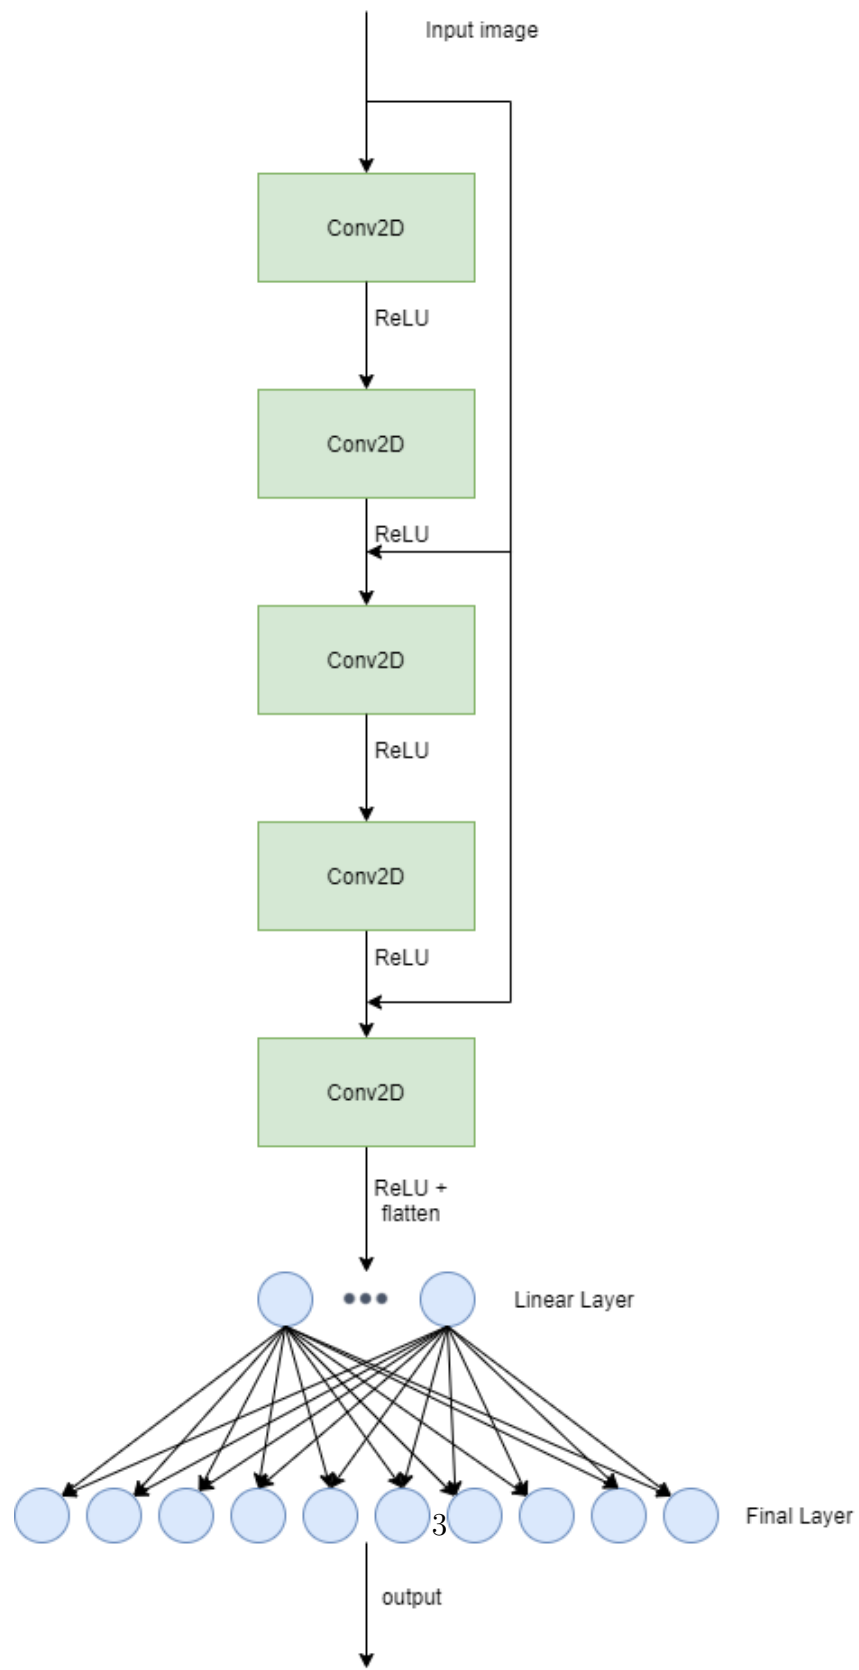 Input image
Conv2D
ReLU
Conv2D
ReLU
Conv2D
ReLU
Conv2D
ReLU
Conv2D
ReLU +
flatten
Linear Layer
3
Final Layer
output